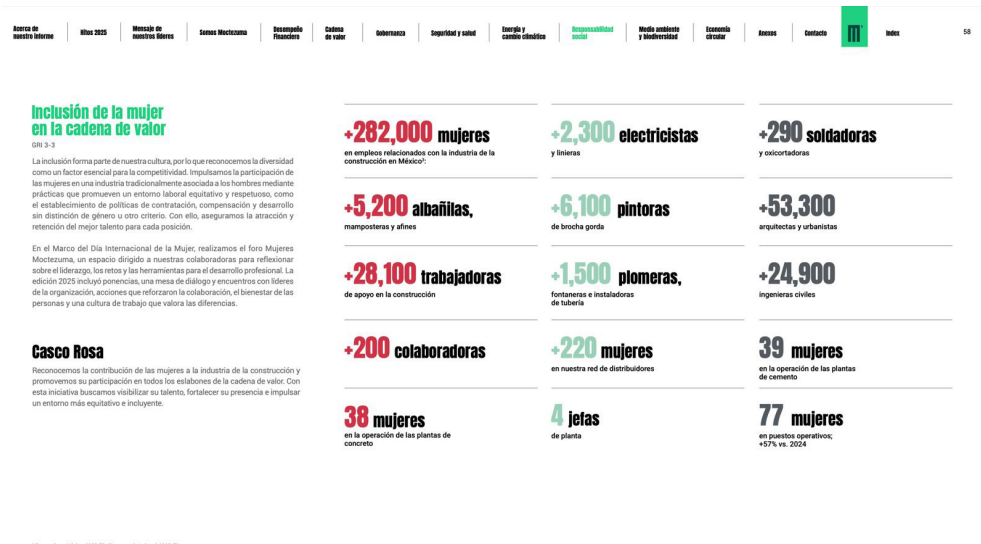 Acerca de
nuestro informe
Hitos 2025
Mensaje de
nuestros líderes
Somos Moctezuma
Desempeño
Financiero
Cadena
de valor
Gobernanza
Seguridad y salud
Energía y
cambio climático
Responsabilidad
social
Medio ambiente
y biodiversidad
Economía
circular
Anexos
Contacto
Index
58
Inclusión de la mujer
en la cadena de valor
GRI 3-3
La inclusión forma parte de nuestra cultura, por lo que reconocemos la diversidad
como un factor esencial para la competitividad. Impulsamos la participación de
las mujeres en una industria tradicionalmente asociada a los hombres mediante
prácticas que promueven un entorno laboral equitativo y respetuoso, como
el establecimiento de políticas de contratación, compensación y desarrollo
sin distinción de género u otro criterio. Con ello, aseguramos la atracción y
retención del mejor talento para cada posición.
En el Marco del Día Internacional de la Mujer, realizamos el foro Mujeres
Moctezuma, un espacio dirigido a nuestras colaboradoras para reflexionar
sobre el liderazgo, los retos y las herramientas para el desarrollo profesional. La
edición 2025 incluyó ponencias, una mesa de diálogo y encuentros con líderes
de la organización, acciones que reforzaron la colaboración, el bienestar de las
personas y una cultura de trabajo que valora las diferencias.
Casco Rosa
Reconocemos la contribución de las mujeres a la industria de la construcción y
promovemos su participación en todos los eslabones de la cadena de valor. Con
esta iniciativa buscamos visibilizar su talento, fortalecer su presencia e impulsar
un entorno más equitativo e incluyente.
+282,000 mujeres
en empleos relacionados con la industria de la
construcción en México³:
+2,300 electricistas
y linieras
+290 soldadoras
y oxicortadoras
+5,200 albañilas,
mamposteras y afines
+6,100 pintoras
de brocha gorda
+53,300
arquitectas y urbanistas
+28,100 trabajadoras
de apoyo en la construcción
+1,500 plomeras,
fontaneras e instaladoras
de tubería
+24,900
ingenieras civiles
+200 colaboradoras
+220 mujeres
en nuestra red de distribuidores
39 mujeres
en la operación de las plantas
de cemento
38 mujeres
en la operación de las plantas de
concreto
4 jefas
de planta
77 mujeres
en puestos operativos;
+57% vs. 2024